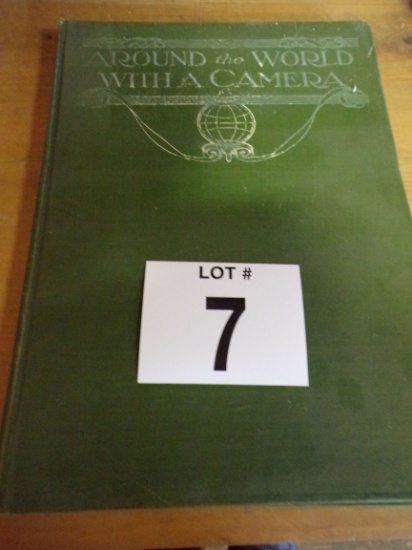 AROUND the WORLD
WITH A CAMERA
LOT #
7